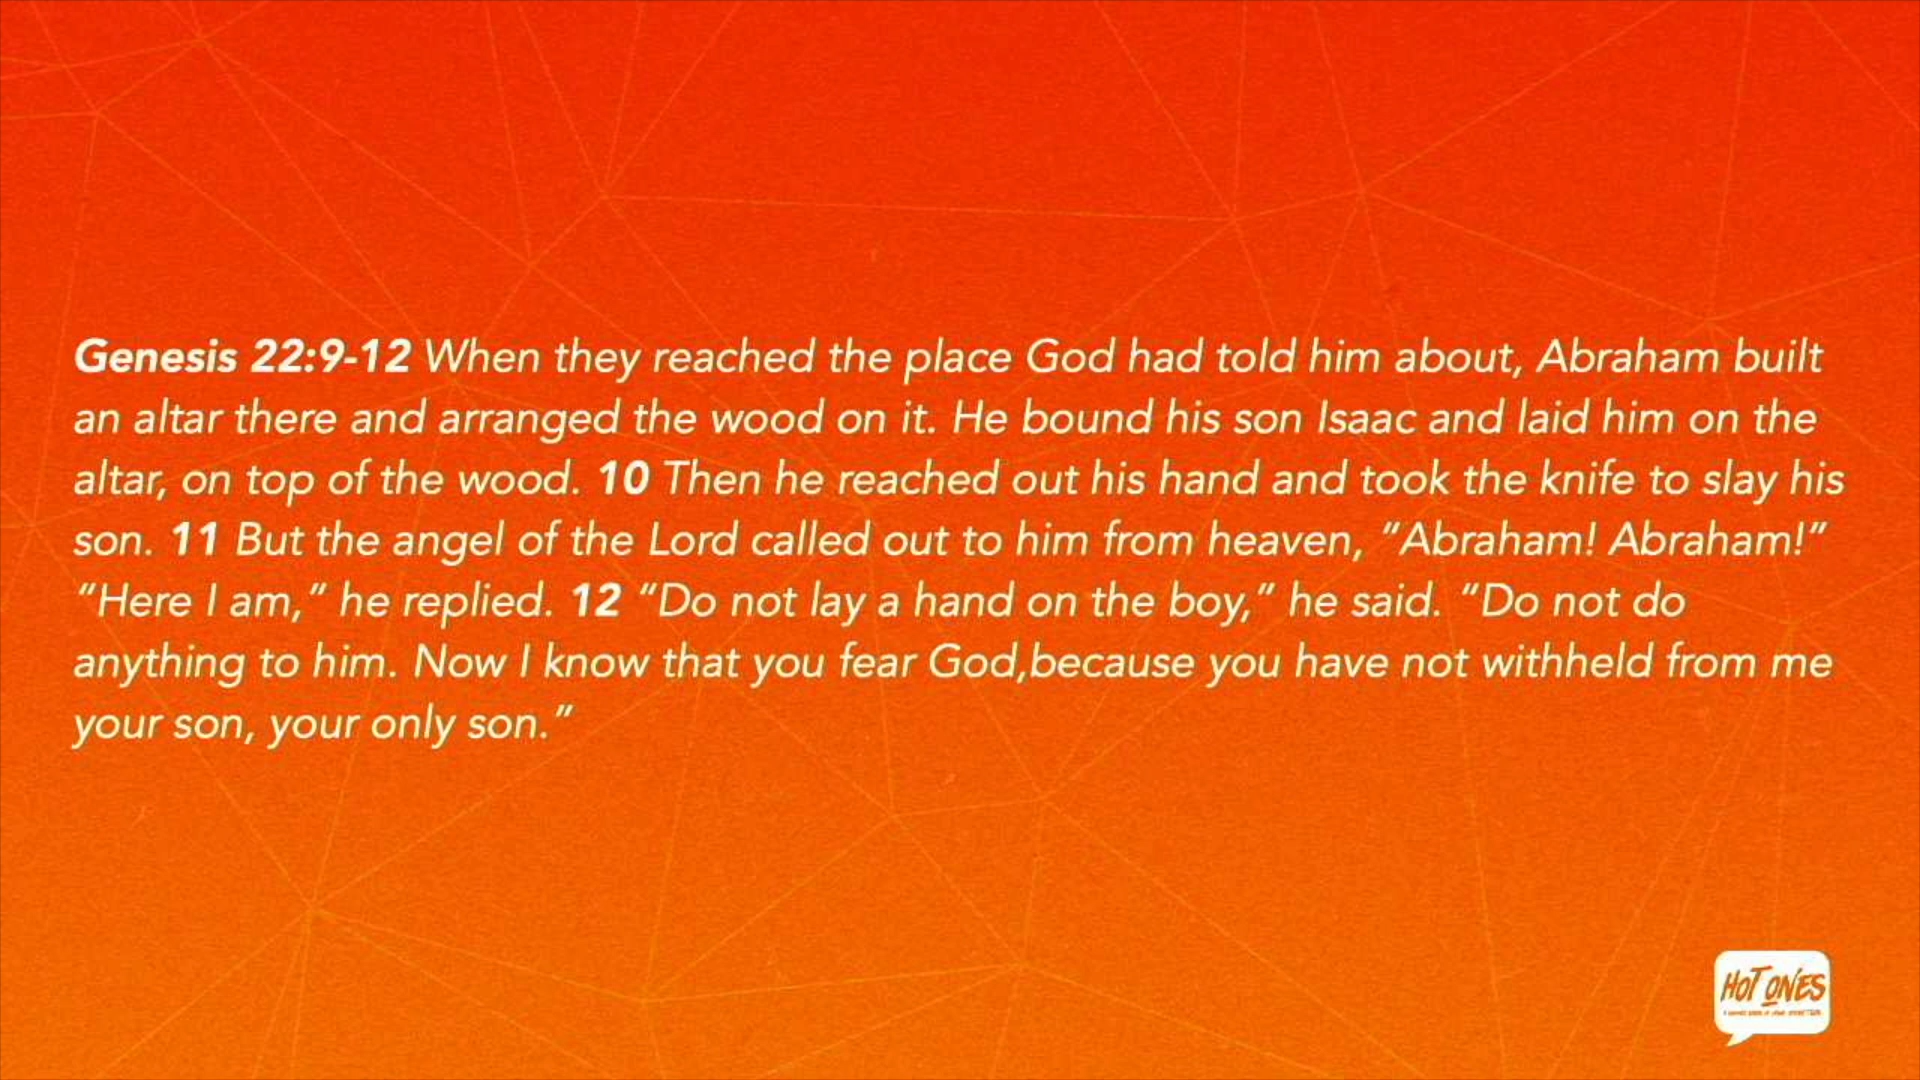 Genesis 22:9-12 When they reached the place God had told him about, Abraham built
an altar there and arranged the wood on it. He bound his son Isaac and laid him on the
altar, on top of the wood. 10 Then he reached out his hand and took the knife to slay his
son. 11 But the angel of the Lord called out to him from heaven, “Abraham! Abraham!”
“Here I am,” he replied. 12 “Do not lay a hand on the boy,” he said. “Do not do
anything to him. Now I know that you fear God,because you have not withheld from me
your son, your only son.”
HOT ONES